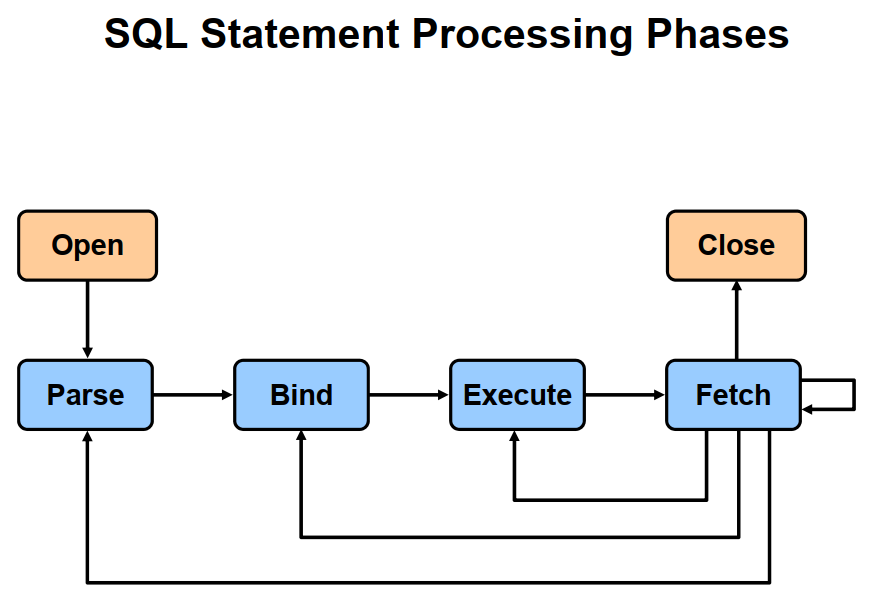 SQL Statement Processing Phases
Open
Close
Parse
Bind
Execute
Fetch